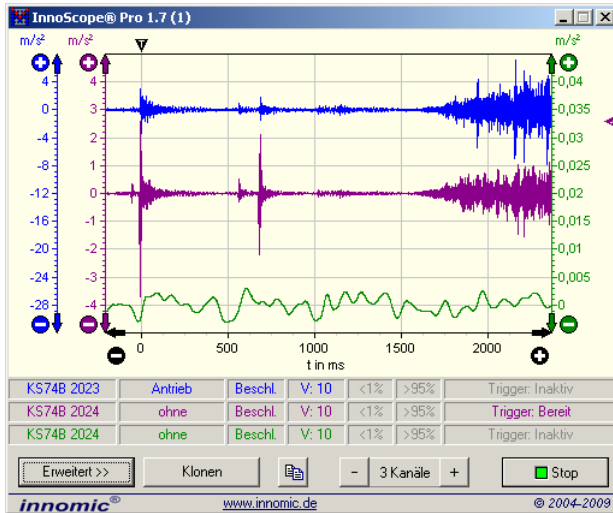 InnoScope® Pro 1.7 (1)
m/s² m/s² m/s²
4 4 0,04
0 3 0,035
-4 2 0,03
-8 1 0,025
-12 0 0,02
-16 -1 0,015
-20 -2 0,01
-24 -3 0,005
-28 -4 0
0 500 1000 1500 2000
t in ms
KS74B 2023 Antrieb Beschl. V: 10 <1% >95% Trigger: Inaktiv
KS74B 2024 ohne Beschl. V: 10 <1% >95% Trigger: Bereit
KS74B 2024 ohne Beschl. V: 10 <1% >95% Trigger: Inaktiv
Erweitert >> Klonen - 3 Kanäle + Stop
innomic® www.innomic.de © 2004-2009